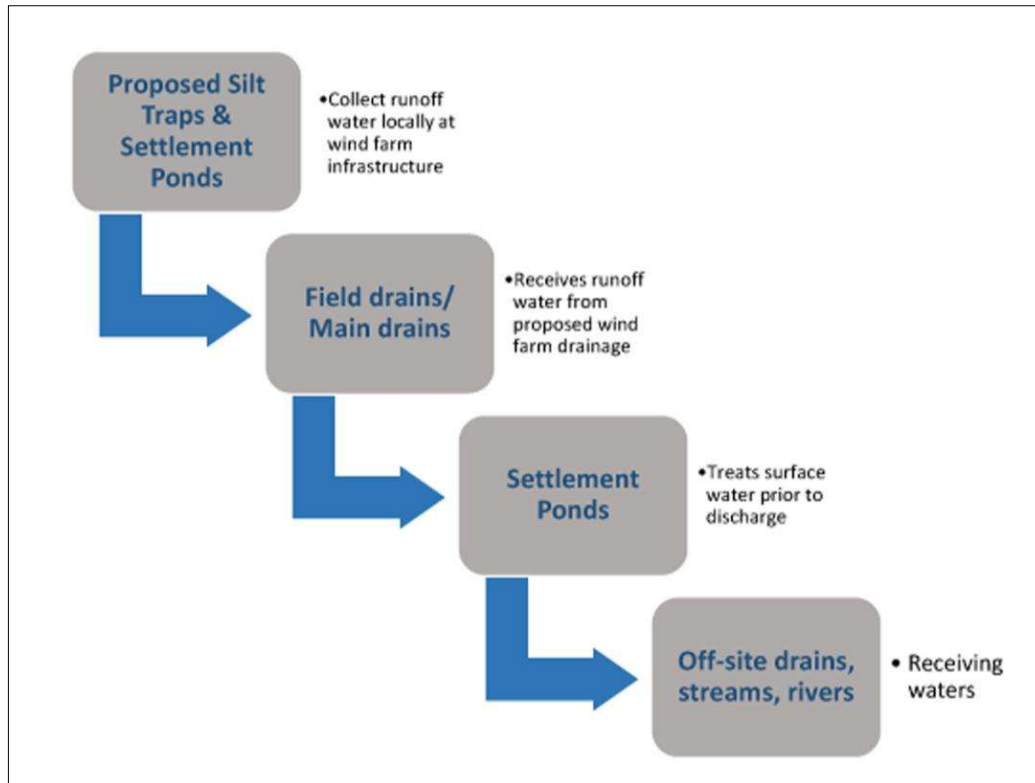 Proposed Silt
Traps &
Settlement
Ponds
•Collect runoff
water locally at
wind farm
infrastructure
Field drains/
Main drains
•Receives runoff
water from
proposed wind
farm drainage
Settlement
Ponds
•Treats surface
water prior to
discharge
Off-site drains,
streams, rivers
• Receiving
waters